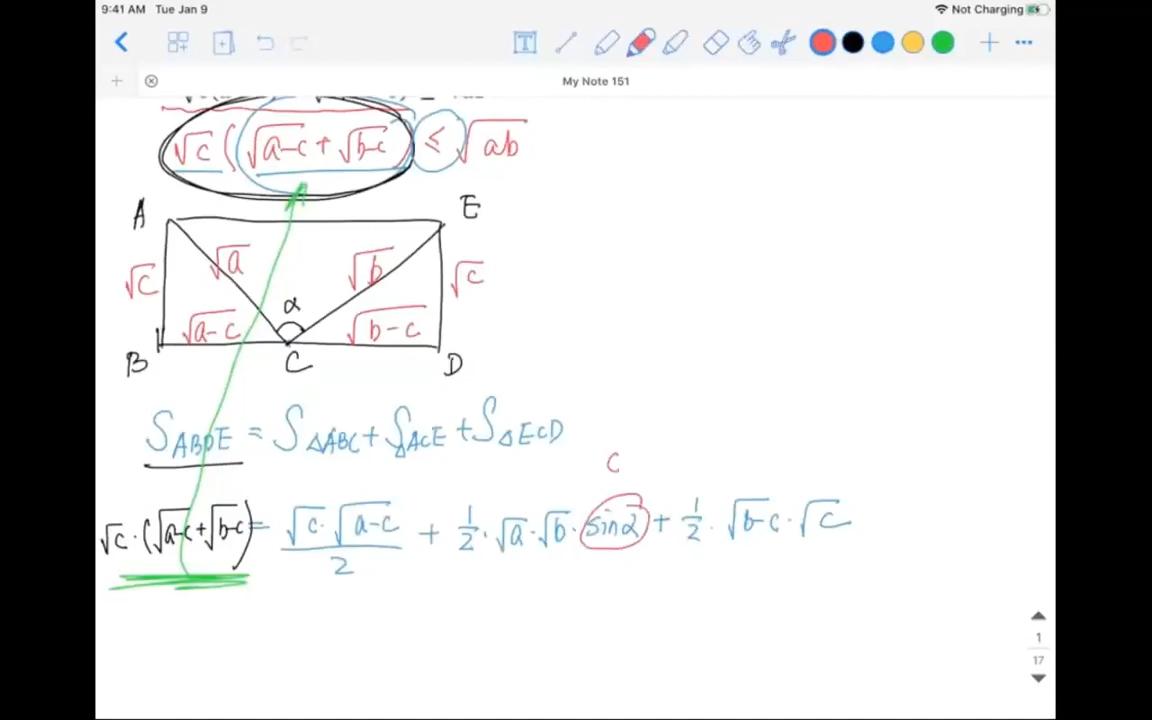 9:41 AM Tue Jan 9
Not Charging
My Note 151
√c (√a-c + √b-c) ≤ √ab
A E
√c √a √b √c
α
√a-c √b-c
B C D
S_ABDE = S_ΔABC + S_ΔACE + S_ΔECD
c
√c · (√a-c + √b-c) = √c · √a-c / 2 + 1/2 · √a · √b · sinα + 1/2 · √b-c · √c
1
17